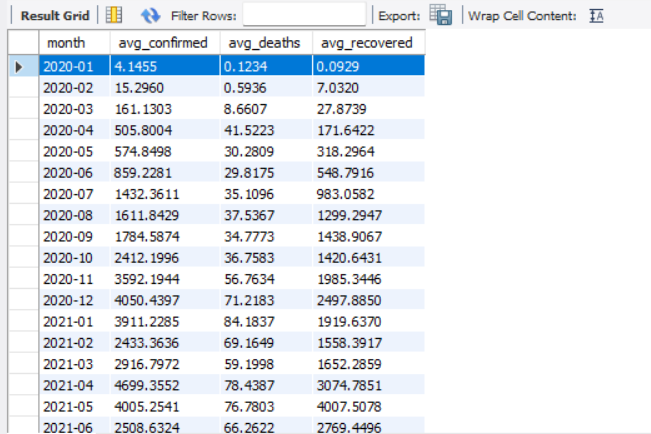 Result Grid Filter Rows: Export: Wrap Cell Content: IA
month avg_confirmed avg_deaths avg_recovered
2020-01 4.1455 0.1234 0.0929
2020-02 15.2960 0.5936 7.0320
2020-03 161.1303 8.6607 27.8739
2020-04 505.8004 41.5223 171.6422
2020-05 574.8498 30.2809 318.2964
2020-06 859.2281 29.8175 548.7916
2020-07 1432.3611 35.1096 983.0582
2020-08 1611.8429 37.5367 1299.2947
2020-09 1784.5874 34.7773 1438.9067
2020-10 2412.1996 36.7583 1420.6431
2020-11 3592.1944 56.7634 1985.3446
2020-12 4050.4397 71.2183 2497.8850
2021-01 3911.2285 84.1837 1919.6370
2021-02 2433.3636 69.1649 1558.3917
2021-03 2916.7972 59.1998 1652.2859
2021-04 4699.3552 78.4387 3074.7851
2021-05 4005.2541 76.7803 4007.5078
2021-06 2508.6324 66.2622 2769.4496